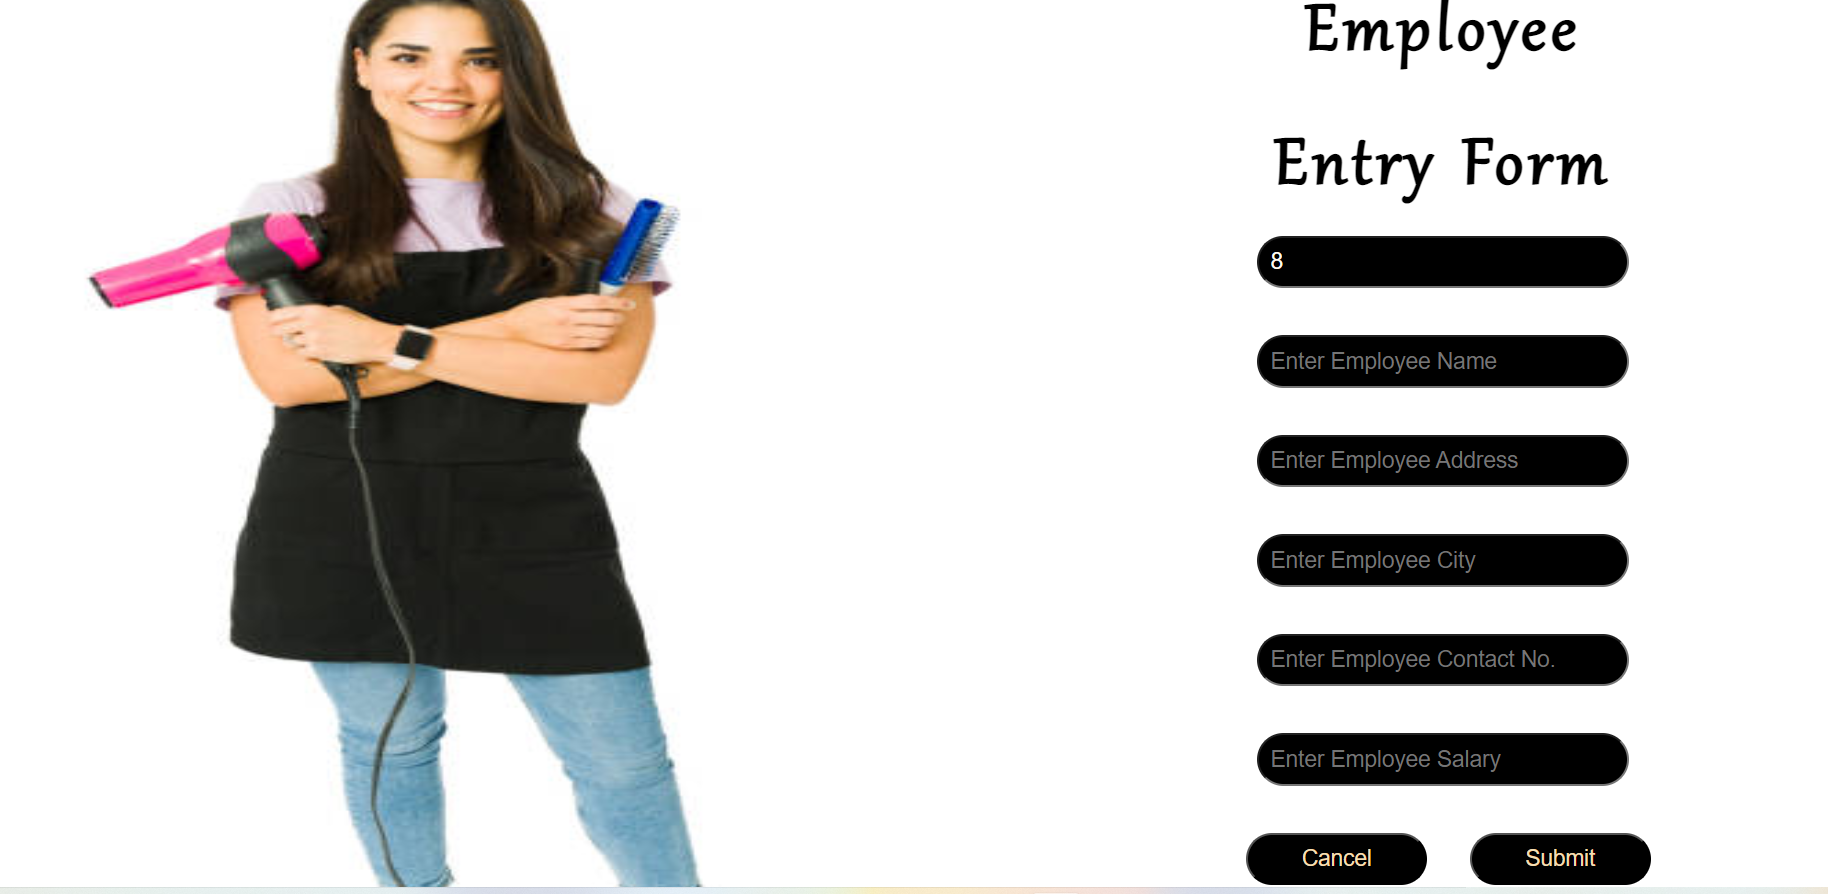 Employee
Entry Form
8
Enter Employee Name
Enter Employee Address
Enter Employee City
Enter Employee Contact No.
Enter Employee Salary
Cancel Submit